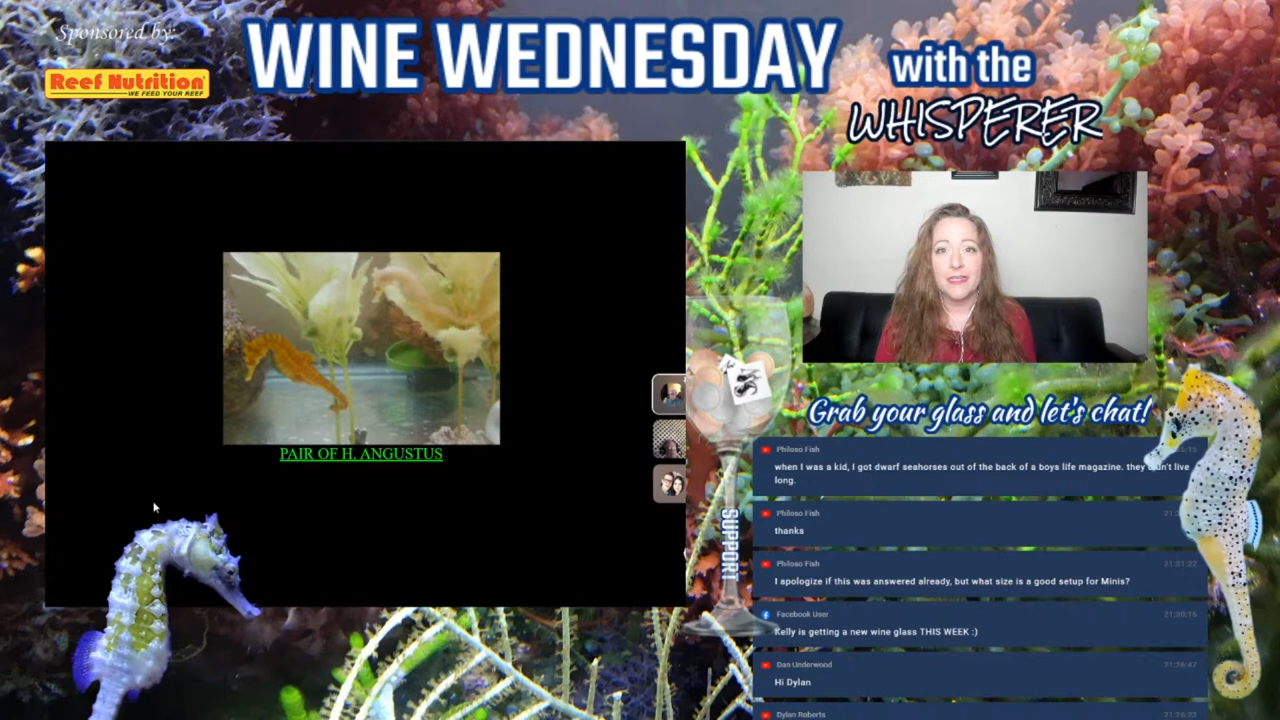 Sponsored by:
Reef Nutrition
WE FEED YOUR REEF
WINE WEDNESDAY
with the
WHISPERER
PAIR OF H. ANGUSTUS
SUPPORT
Grab your glass and let's chat!
Philoso Fish
when I was a kid, I got dwarf seahorses out of the back of a boys life magazine. they live
long.
Philoso Fish
thanks
Philoso Fish 21:31:22
I apologize if this was answered already, but what size is a good setup for Minis?
Facebook User
Kelly is getting a new wine glass THIS WEEK :)
Dan Underwood
Hi Dylan
Dylan Roberts